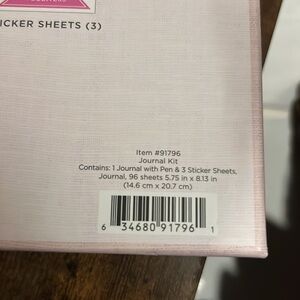 ICKER SHEETS (3)
Item #91796
Journal Kit
Contains: 1 Journal with Pen & 3 Sticker Sheets,
Journal, 96 sheets 5.75 in x 8.13 in
(14.6 cm x 20.7 cm)
6 34680 91796 1